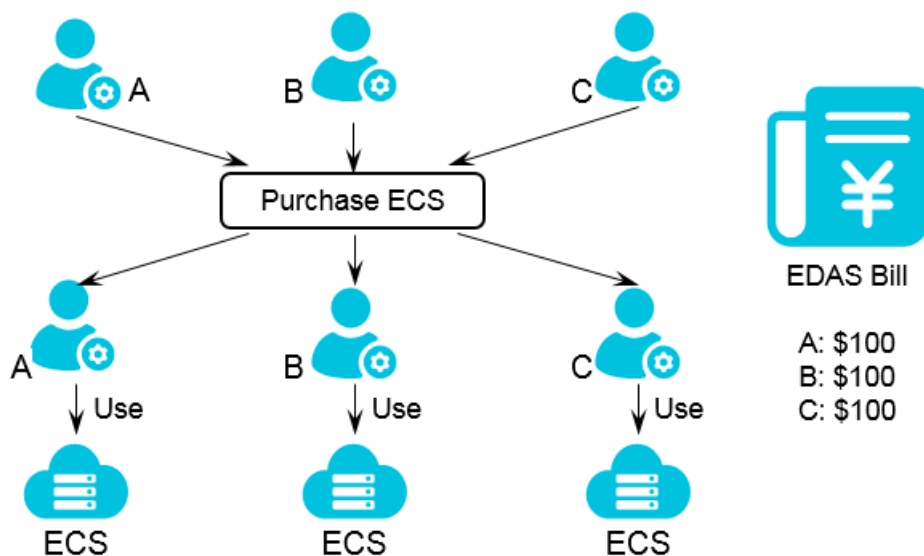 A
B
C
Purchase ECS
¥
EDAS Bill
A: $100
B: $100
C: $100
A
B
C
Use
Use
Use
ECS
ECS
ECS